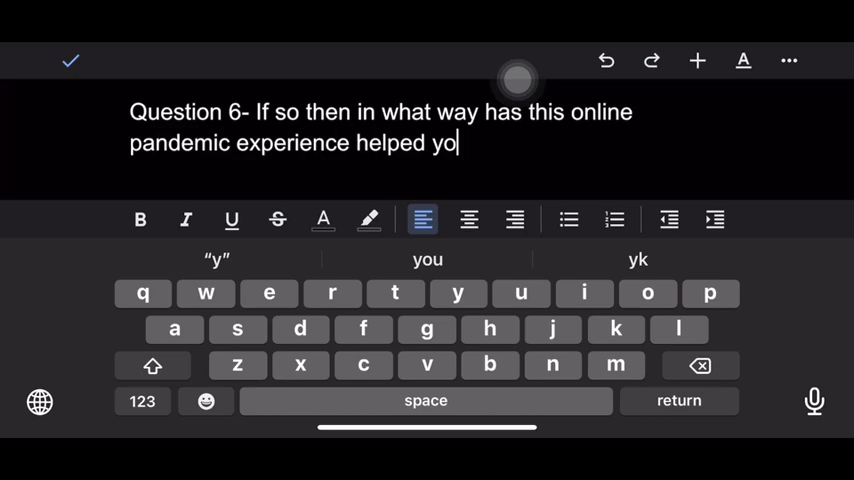 Question 6- If so then in what way has this online
pandemic experience helped yo
B I U S A
“y” you yk
q w e r t y u i o p
a s d f g h j k l
z x c v b n m
123 space return